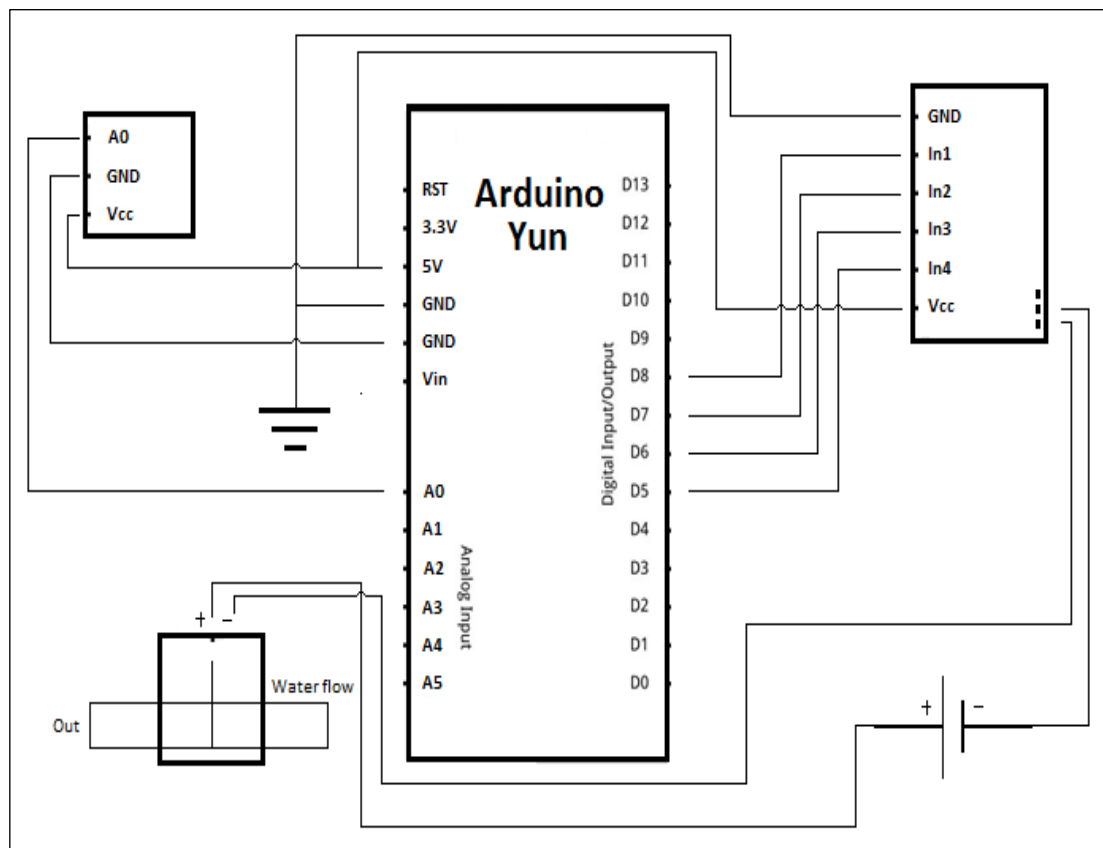 A0
GND
Vcc
Arduino
Yun
RST
3.3V
5V
GND
GND
Vin
A0
A1
A2
A3
A4
A5
Analog Input
D13
D12
D11
D10
D9
D8
D7
D6
D5
D4
D3
D2
D1
D0
Digital Input/Output
GND
In1
In2
In3
In4
Vcc
+ -
Water flow
Out
+ -